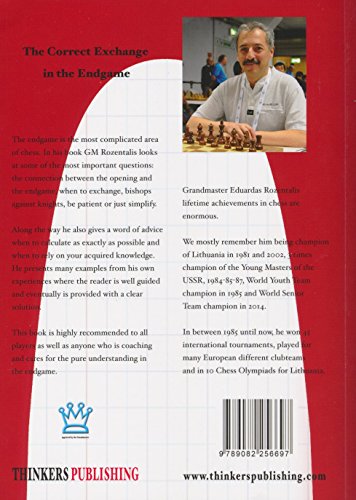 The Correct Exchange
in the Endgame
The endgame is the most complicated area
of chess. In his book GM Rozentalis looks
at some of the most important questions:
the connection between the opening and
the endgame, when to exchange, bishops
against knights, be patient or just simplify.
Along the way he also gives a word of advice
when to calculate as exactly as possible and
when to rely on your acquired knowledge.
He presents many examples from his own
experiences where the reader is well guided
and eventually is provided with a clear
solution.
This book is highly recommended to all
players as well as anyone who is coaching
and cares for the pure understanding in
the endgame.
THINKERS PUBLISHING
Grandmaster Eduardas Rozentalis
lifetime achievements in chess are
enormous.
We mostly remember him being champion
of Lithuania in 1981 and 2002, 3 times
champion of the Young Masters of the
USSR, 1984-85-87, World Youth Team
champion in 1985 and World Senior
Team champion in 2014.
In between 1985 until now, he won 41
international tournaments, played for
many European different clubteams
and in 10 Chess Olympiads for Lithuania.
9 789082 256697
www.thinkerspublishing.com